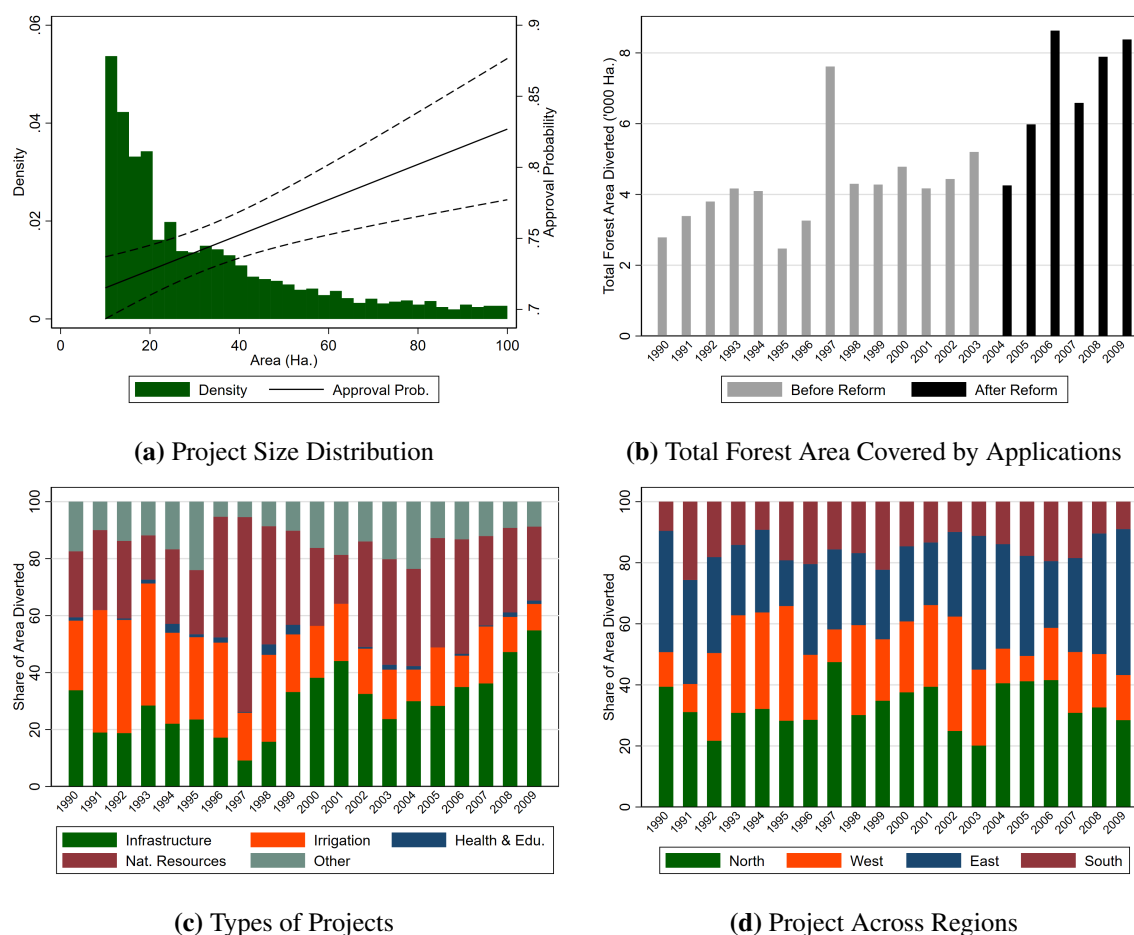 .06
.04
.02
0
Density
.9
.85
.8
.75
.7
Approval Probability
0 20 40 60 80 100
Area (Ha.)
Density Approval Prob.
(a) Project Size Distribution
8
6
4
2
0
Total Forest Area Diverted ('000 Ha.)
1990 1991 1992 1993 1994 1995 1996 1997 1998 1999 2000 2001 2002 2003 2004 2005 2006 2007 2008 2009
Before Reform After Reform
(b) Total Forest Area Covered by Applications
100
80
60
40
20
0
Share of Area Diverted
1990 1991 1992 1993 1994 1995 1996 1997 1998 1999 2000 2001 2002 2003 2004 2005 2006 2007 2008 2009
Infrastructure Irrigation Health & Edu.
Nat. Resources Other
(c) Types of Projects
100
80
60
40
20
0
Share of Area Diverted
1990 1991 1992 1993 1994 1995 1996 1997 1998 1999 2000 2001 2002 2003 2004 2005 2006 2007 2008 2009
North West East South
(d) Project Across Regions